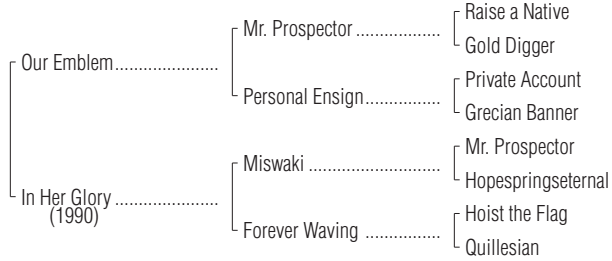 Raise a Native
Mr. Prospector ..................
Gold Digger
Our Emblem......................
Private Account
Personal Ensign................
Grecian Banner
Mr. Prospector
Miswaki ............................
Hopespringseternal
In Her Glory ......................
(1990)
Hoist the Flag
Forever Waving ................
Quillesian